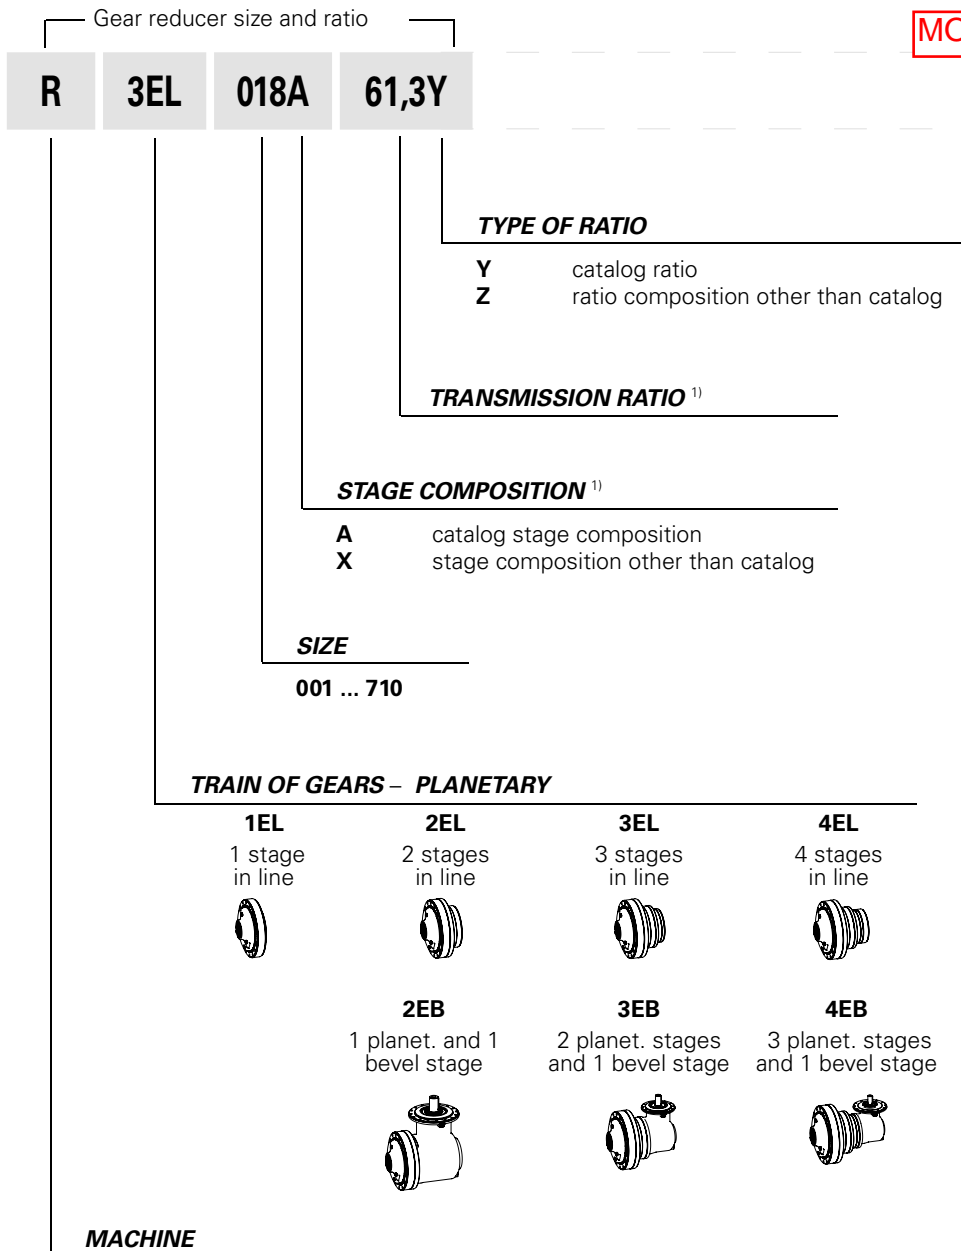 Gear reducer size and ratio
MO
R 3EL 018A 61,3Y
TYPE OF RATIO
Y catalog ratio
Z ratio composition other than catalog
TRANSMISSION RATIO 1)
STAGE COMPOSITION 1)
A catalog stage composition
X stage composition other than catalog
SIZE
001 ... 710
TRAIN OF GEARS – PLANETARY
1EL 2EL 3EL 4EL
1 stage 2 stages 3 stages 4 stages
in line in line in line in line
2EB 3EB 4EB
1 planet. and 1 2 planet. stages 3 planet. stages
bevel stage and 1 bevel stage and 1 bevel stage
MACHINE